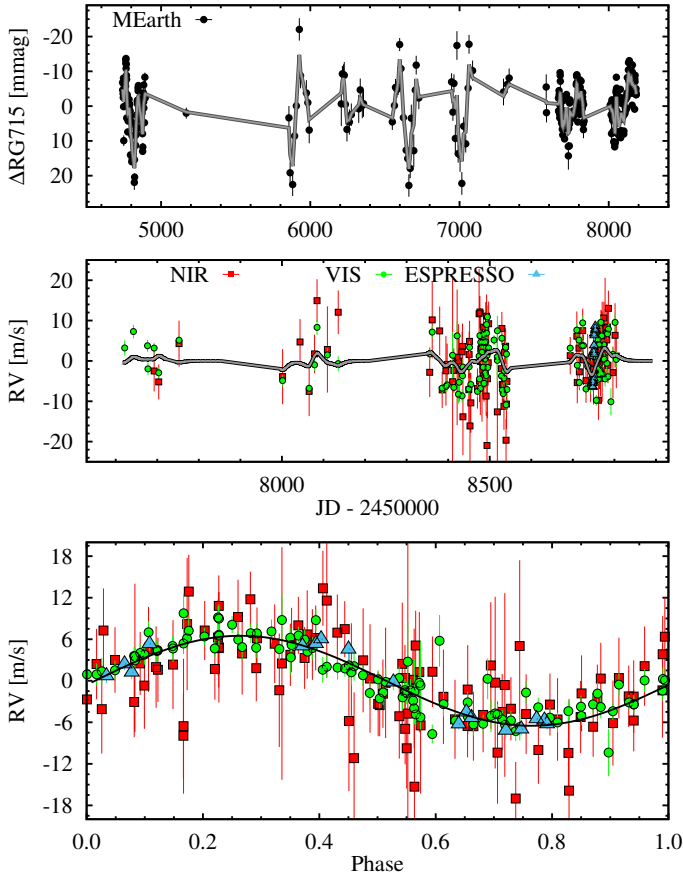 MEarth
ΔRG715 [mmag]
-20
-10
0
10
20
5000 6000 7000 8000
NIR VIS ESPRESSO
RV [m/s]
20
10
0
-10
-20
8000 8500
JD - 2450000
RV [m/s]
18
12
6
0
-6
-12
-18
0.0 0.2 0.4 0.6 0.8 1.0
Phase